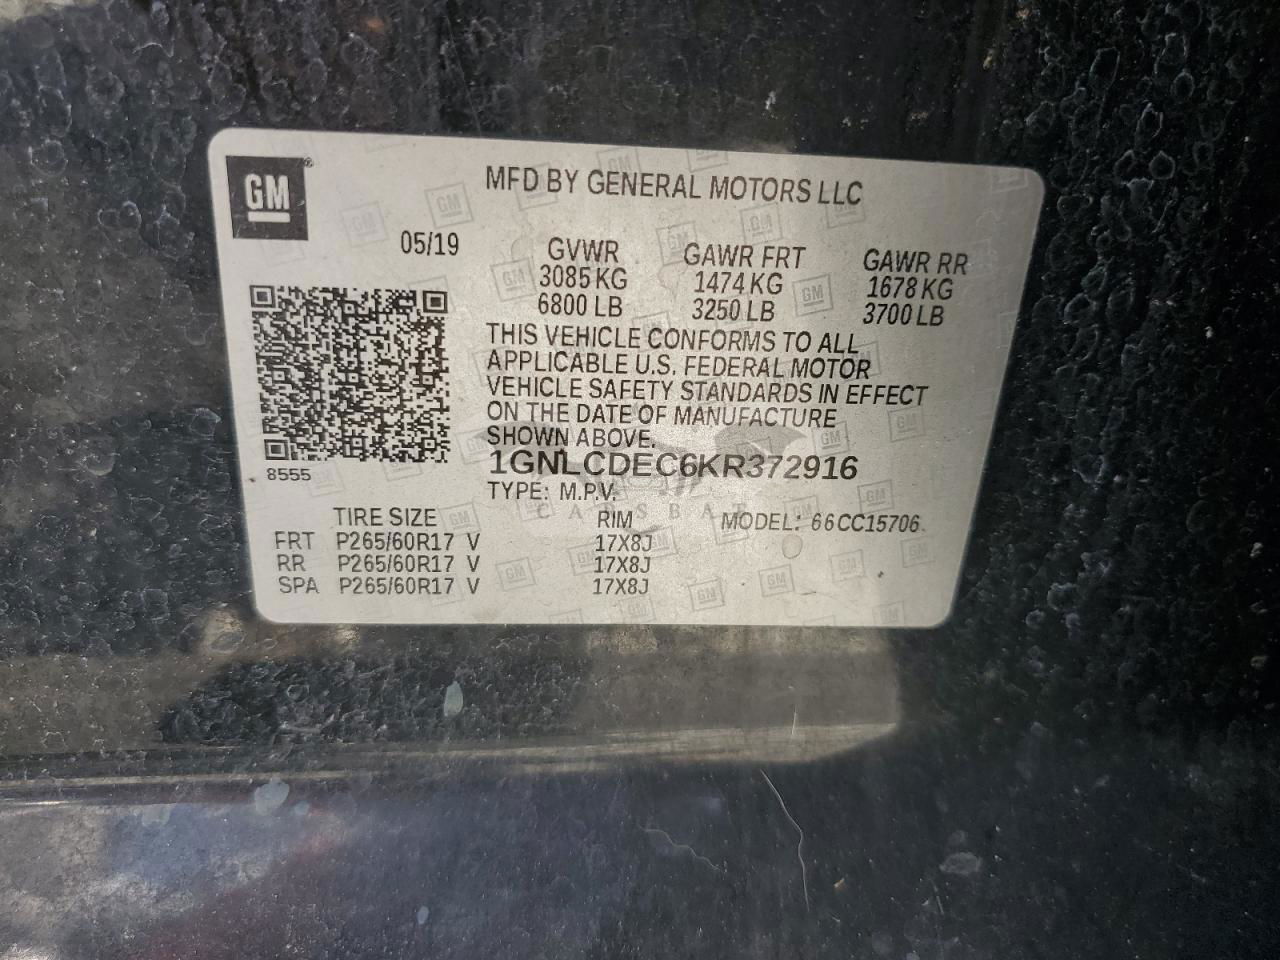 GM
MFD BY GENERAL MOTORS LLC
05/19
GVWR GAWR FRT GAWR RR
3085 KG 1474 KG 1678 KG
6800 LB 3250 LB 3700 LB
THIS VEHICLE CONFORMS TO ALL
APPLICABLE U.S. FEDERAL MOTOR
VEHICLE SAFETY STANDARDS IN EFFECT
ON THE DATE OF MANUFACTURE
SHOWN ABOVE.
8555
1GNLCDEC6KR372916
TYPE: M.P.V.
CARSBAR
TIRE SIZE RIM MODEL: 66CC15706
FRT P265/60R17 V 17X8J
RR P265/60R17 V 17X8J
SPA P265/60R17 V 17X8J